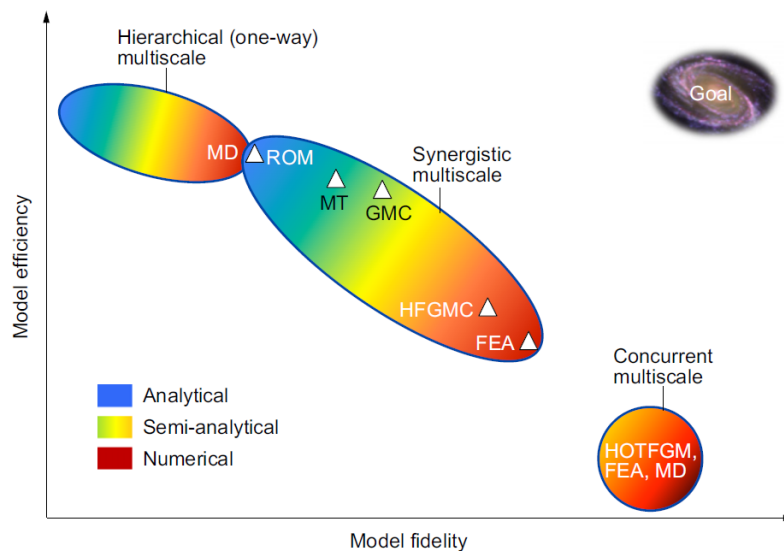 Hierarchical (one-way)
multiscale
Goal
MD
ROM
Synergistic
multiscale
MT
GMC
HFGMC
FEA
Concurrent
multiscale
HOTFGM,
FEA, MD
Analytical
Semi-analytical
Numerical
Model efficiency
Model fidelity